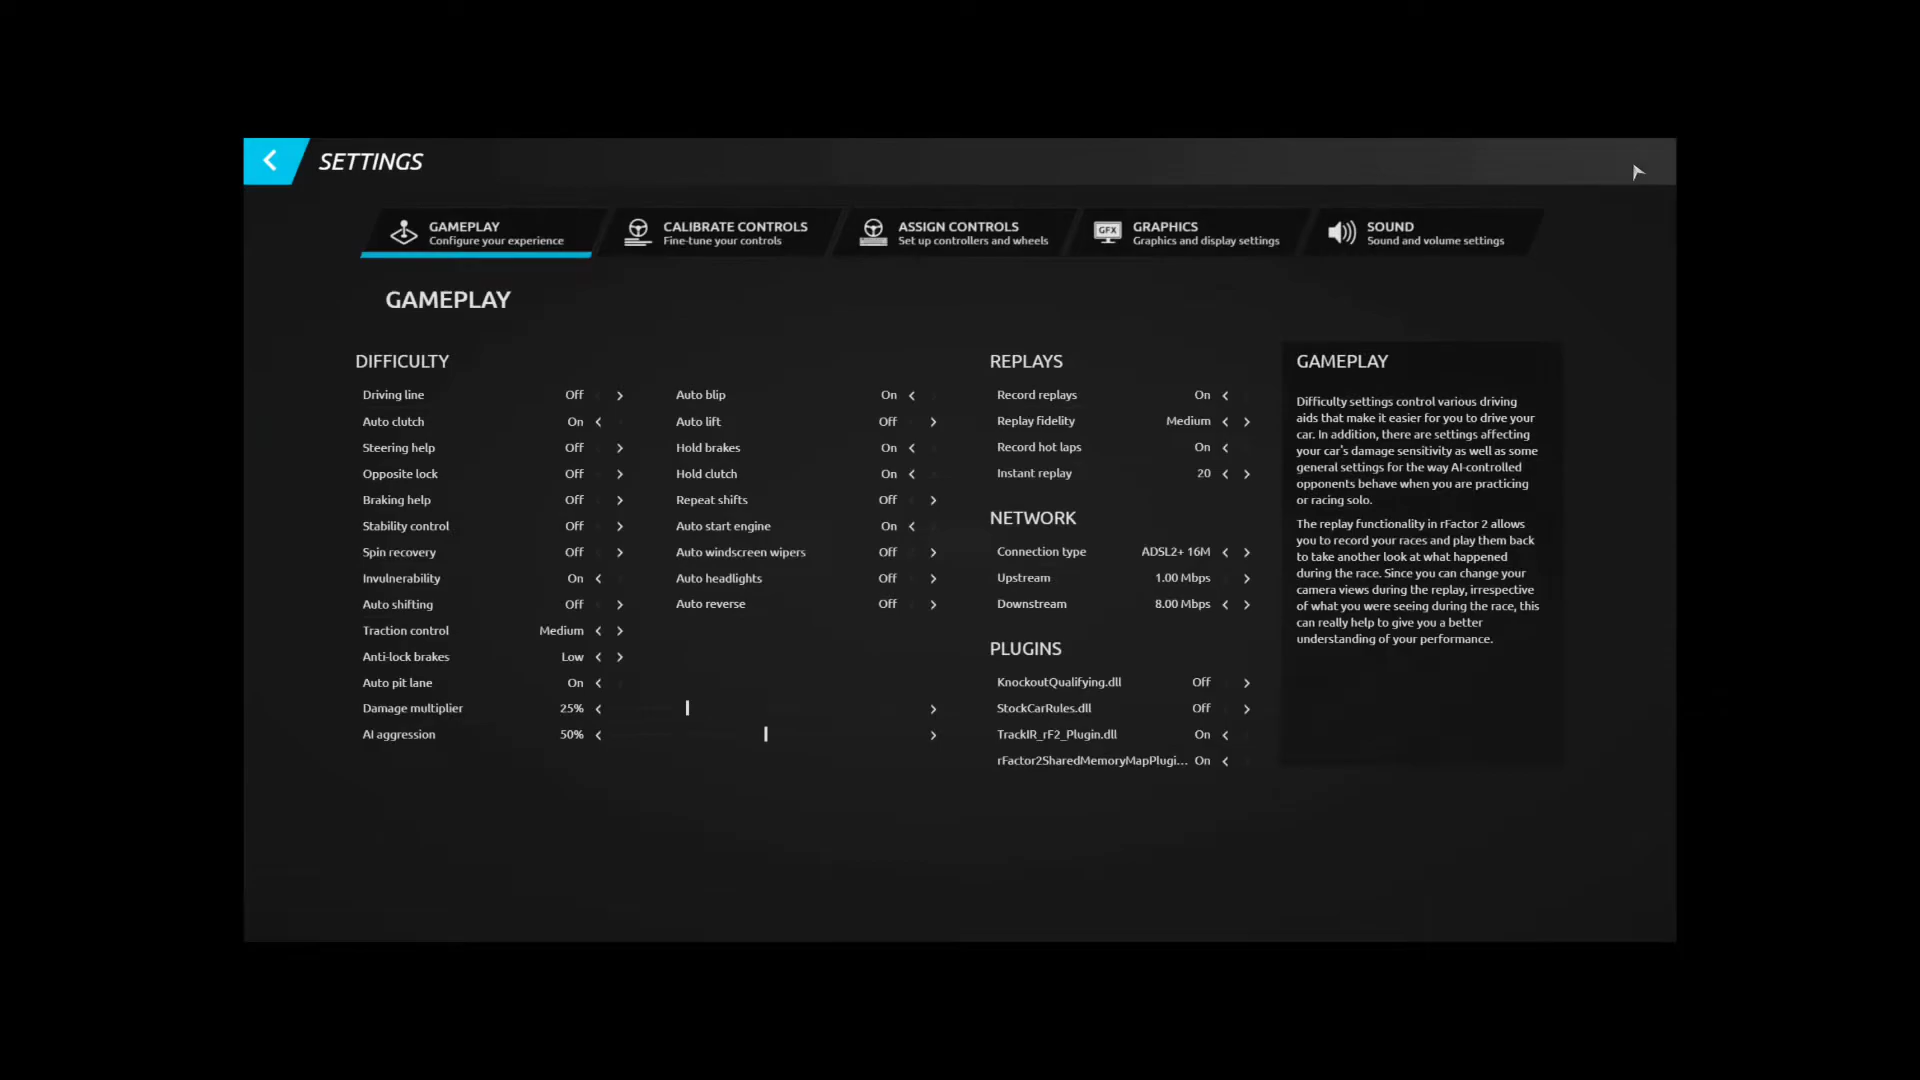 SETTINGS
GAMEPLAY
Configure your experience
CALIBRATE CONTROLS
Fine-tune your controls
ASSIGN CONTROLS
Set up controllers and wheels
GFX
GRAPHICS
Graphics and display settings
SOUND
Sound and volume settings
GAMEPLAY
DIFFICULTY
Driving line Off
Auto clutch On
Steering help Off
Opposite lock Off
Braking help Off
Stability control Off
Spin recovery Off
Invulnerability On
Auto shifting Off
Traction control Medium
Anti-lock brakes Low
Auto pit lane On
Damage multiplier 25%
AI aggression 50%
Auto blip On
Auto lift Off
Hold brakes On
Hold clutch On
Repeat shifts Off
Auto start engine On
Auto windscreen wipers Off
Auto headlights Off
Auto reverse Off
REPLAYS
Record replays On
Replay fidelity Medium
Record hot laps On
Instant replay 20
NETWORK
Connection type ADSL2+ 16M
Upstream 1.00 Mbps
Downstream 8.00 Mbps
PLUGINS
KnockoutQualifying.dll Off
StockCarRules.dll Off
TrackIR_rF2_Plugin.dll On
rFactor2SharedMemoryMapPlugi... On
GAMEPLAY
Difficulty settings control various driving
aids that make it easier for you to drive your
car. In addition, there are settings affecting
your car's damage sensitivity as well as some
general settings for the way AI-controlled
opponents behave when you are practicing
or racing solo.
The replay functionality in rFactor 2 allows
you to record your races and play them back
to take another look at what happened
during the race. Since you can change your
camera views during the replay, irrespective
of what you were seeing during the race, this
can really help to give you a better
understanding of your performance.